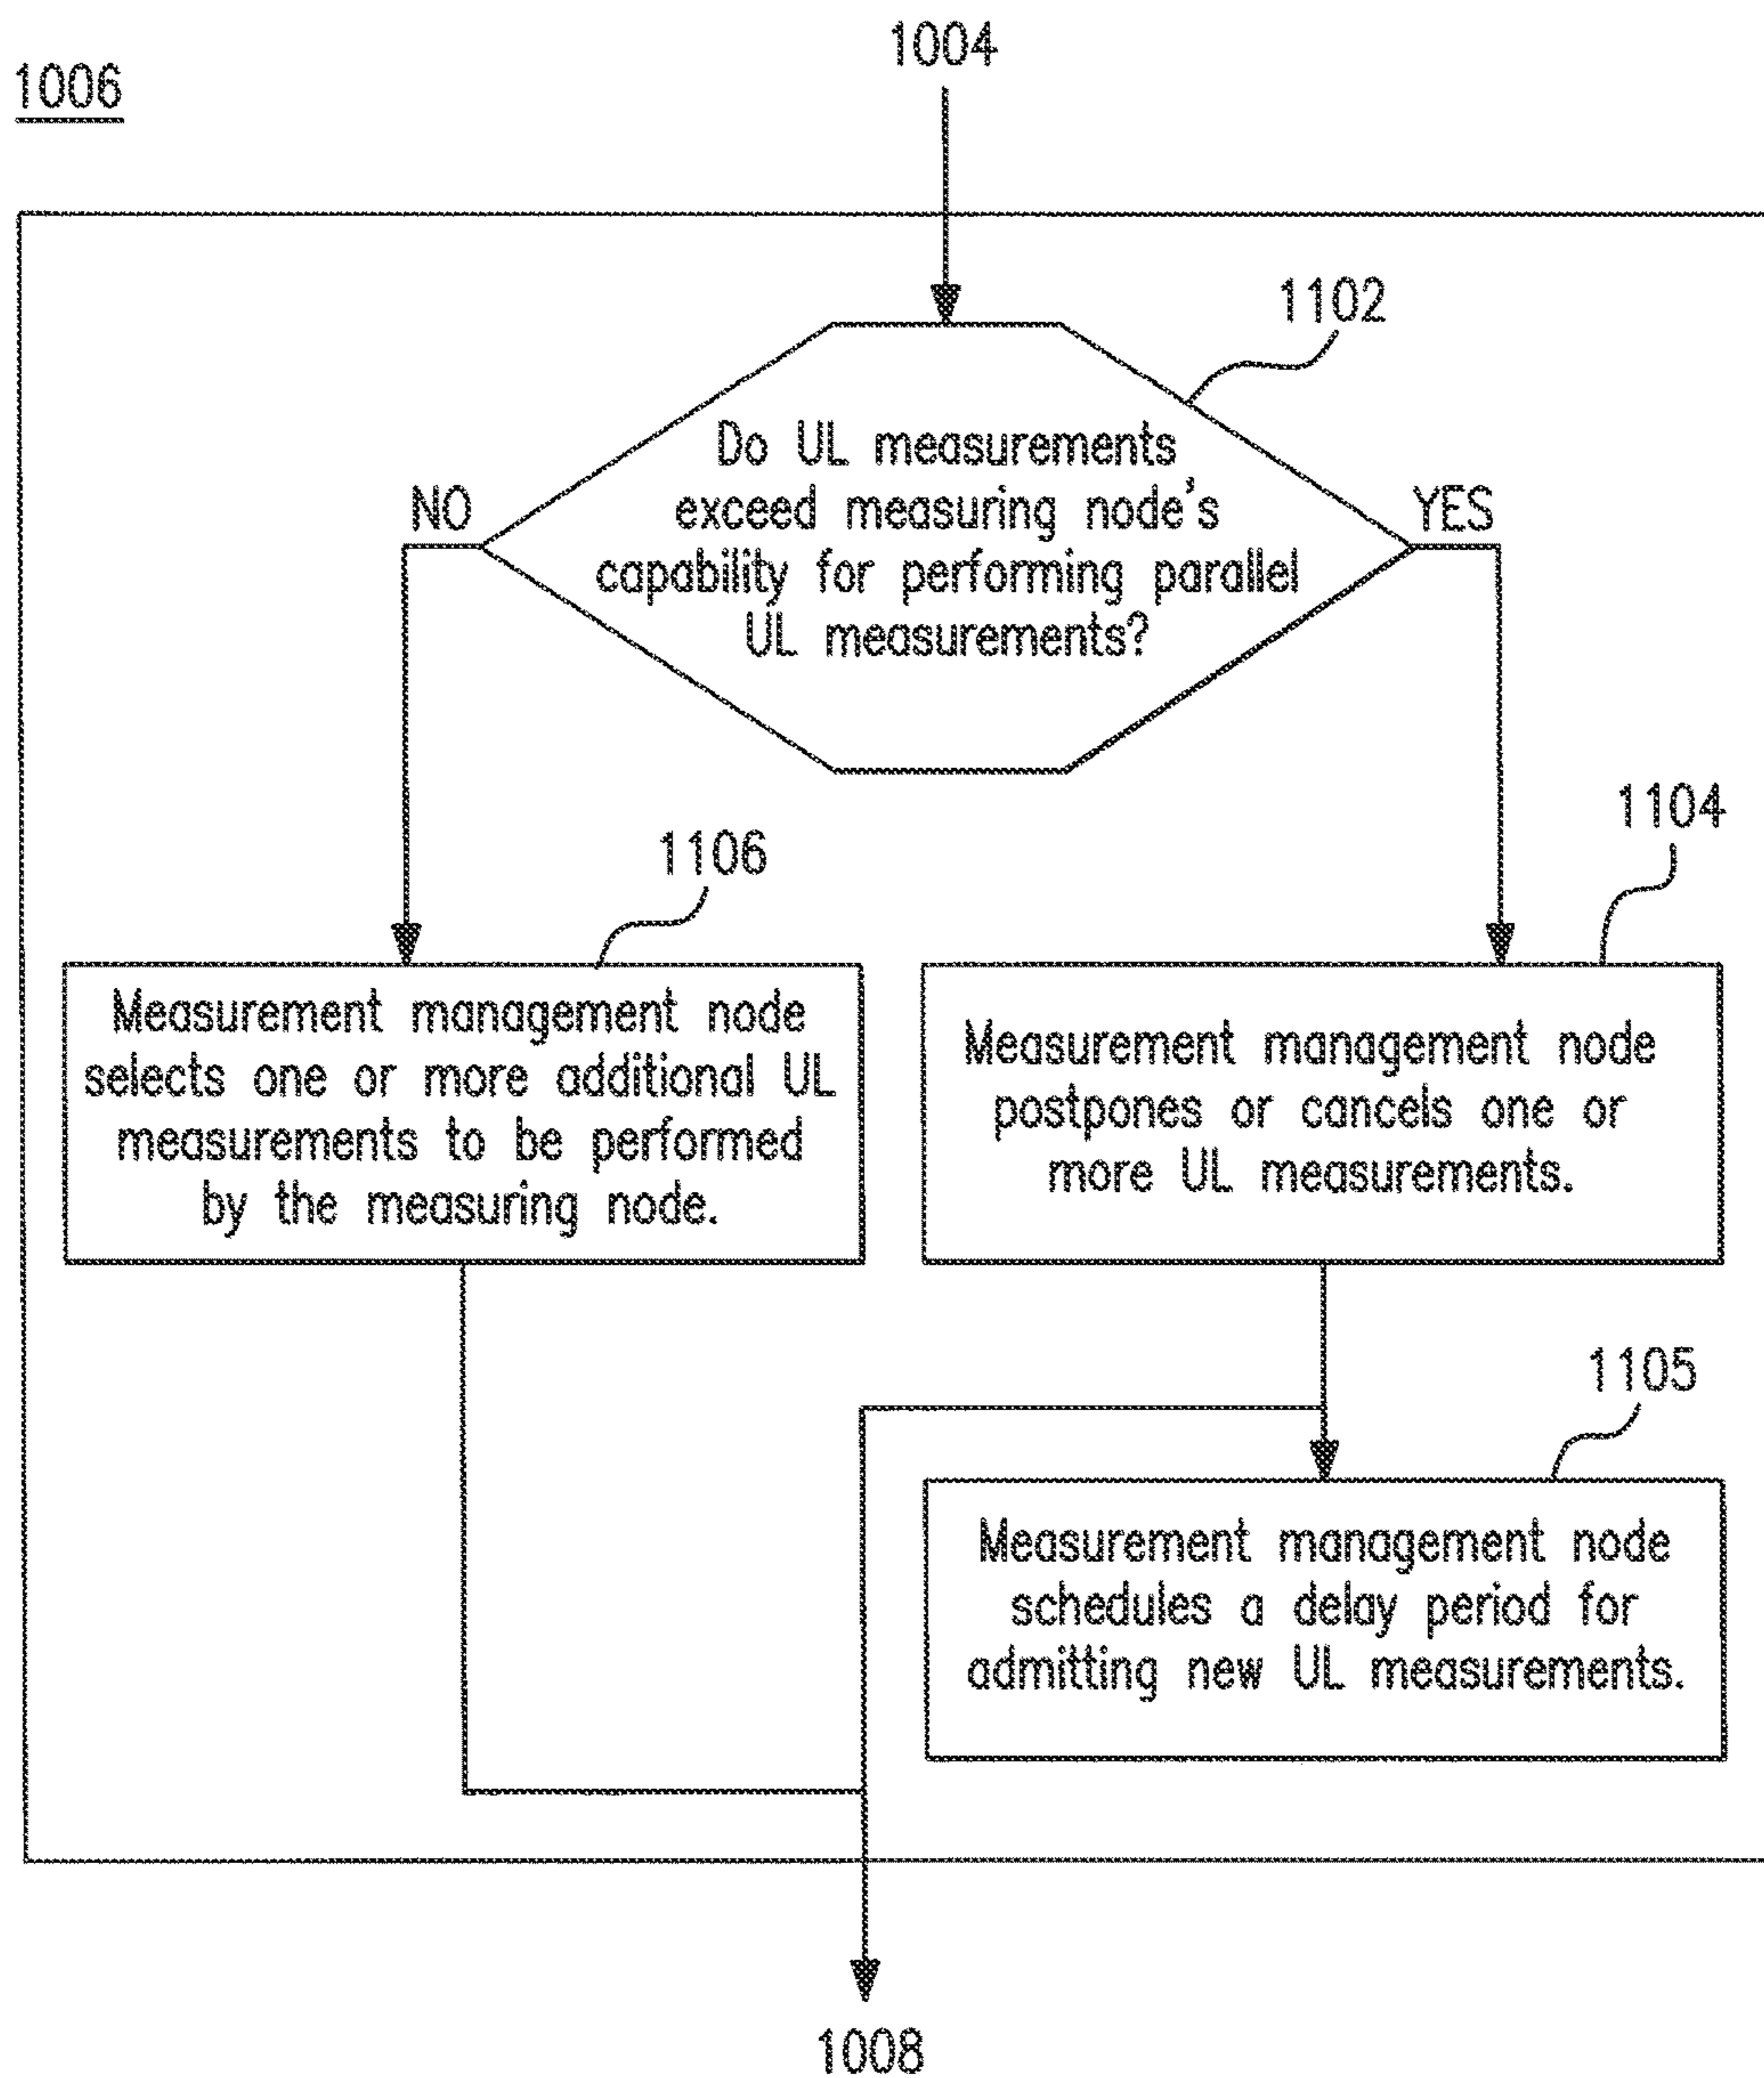 1004
1006
1102
Do UL measurements
exceed measuring node's
capability for performing parallel
UL measurements?
NO
YES
1106
1104
Measurement management node
selects one or more additional UL
measurements to be performed
by the measuring node.
Measurement management node
postpones or cancels one or
more UL measurements.
1105
Measurement management node
schedules a delay period for
admitting new UL measurements.
1008